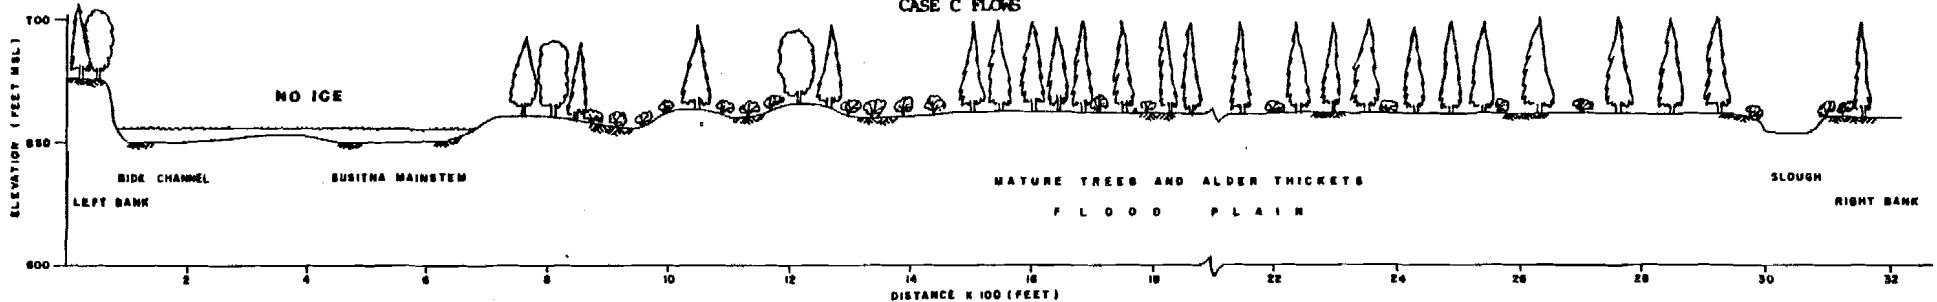 CASE C FLOWS
700
NO ICE
650
SIDE CHANNEL
SUSITNA MAINSTEM
MATURE TREES AND ALDER THICKETS
SLOUGH
LEFT BANK
FLOOD PLAIN
RIGHT BANK
ELEVATION (FEET MSL.)
600
2 4 6 8 10 12 14 16 18 22 24 26 28 30 32
DISTANCE X 100 (FEET)